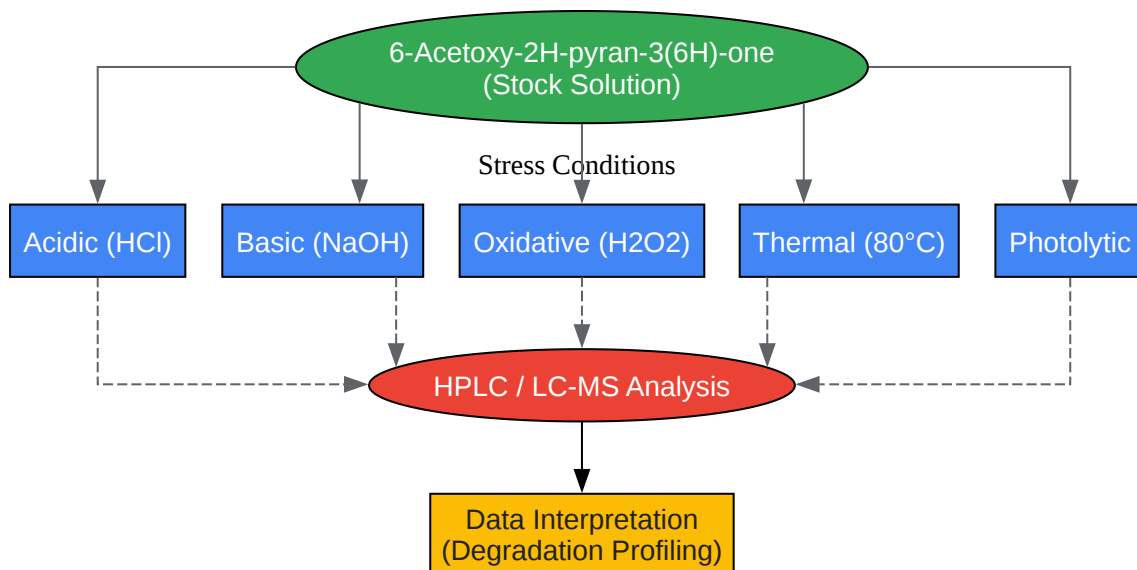 6-Acetoxy-2H-pyran-3(6H)-one
(Stock Solution)
Stress Conditions
Acidic (HCl)
Basic (NaOH)
Oxidative (H2O2)
Thermal (80°C)
Photolytic
HPLC / LC-MS Analysis
Data Interpretation
(Degradation Profiling)